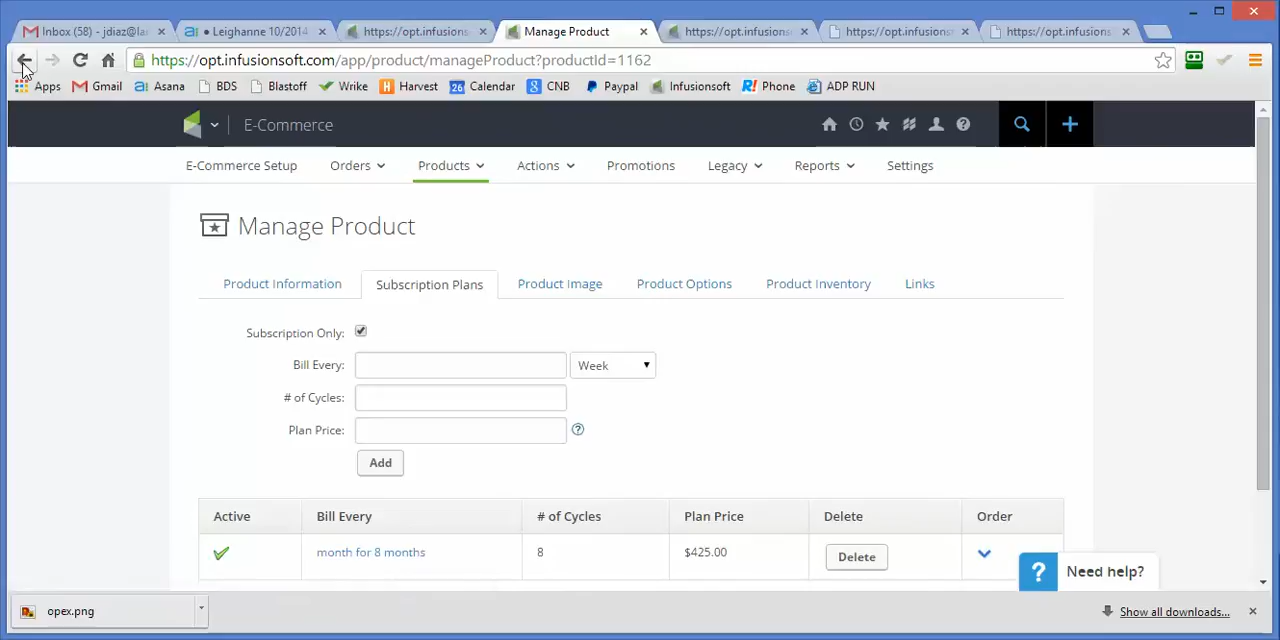 Inbox (58) - jdiaz@la
• Leighanne 10/2014
https://opt.infusions
Manage Product
https://opt.infusions
https://opt.infusions
https://opt.infusions
https://opt.infusionsoft.com/app/product/manageProduct?productId=1162
Apps Gmail Asana BDS Blastoff Wrike Harvest Calendar CNB Paypal Infusionsoft Phone ADP RUN
E-Commerce
E-Commerce Setup Orders Products Actions Promotions Legacy Reports Settings
Manage Product
Product Information Subscription Plans Product Image Product Options Product Inventory Links
Subscription Only:
Bill Every: Week
# of Cycles:
Plan Price:
Add
Active Bill Every # of Cycles Plan Price Delete Order
month for 8 months 8 $425.00 Delete
? Need help?
opex.png Show all downloads...